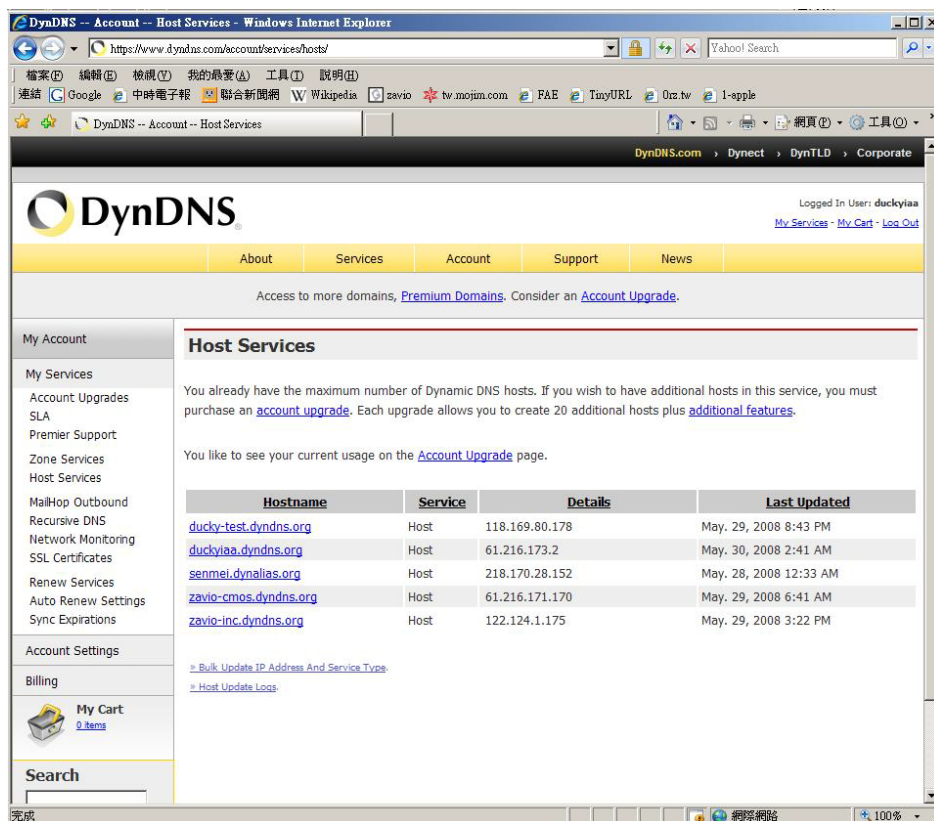 DynDNS -- Account -- Host Services - Windows Internet Explorer
https://www.dyndns.com/account/services/hosts/
Yahoo! Search
檔案(F) 編輯(E) 檢視(V) 我的最愛(A) 工具(T) 說明(H)
連結 Google 中時電子報 聯合新聞網 Wikipedia zavio tw.mojim.com FAE TinyURL 0rz.tw 1-apple
DynDNS -- Account -- Host Services
網頁(P) 工具(O)
DynDNS.com › Dynect › DynTLD › Corporate
DynDNS
Logged In User: duckyiaa
My Services - My Cart - Log Out
About Services Account Support News
Access to more domains, Premium Domains. Consider an Account Upgrade.
My Account
My Services
Account Upgrades
SLA
Premier Support
Zone Services
Host Services
MailHop Outbound
Recursive DNS
Network Monitoring
SSL Certificates
Renew Services
Auto Renew Settings
Sync Expirations
Account Settings
Billing
My Cart
0 items
Search
Host Services
You already have the maximum number of Dynamic DNS hosts. If you wish to have additional hosts in this service, you must
purchase an account upgrade. Each upgrade allows you to create 20 additional hosts plus additional features.
You like to see your current usage on the Account Upgrade page.
Hostname Service Details Last Updated
ducky-test.dyndns.org Host 118.169.80.178 May. 29, 2008 8:43 PM
duckyiaa.dyndns.org Host 61.216.173.2 May. 30, 2008 2:41 AM
senmei.dynalias.org Host 218.170.28.152 May. 28, 2008 12:33 AM
zavio-cmos.dyndns.org Host 61.216.171.170 May. 29, 2008 6:41 AM
zavio-inc.dyndns.org Host 122.124.1.175 May. 29, 2008 3:22 PM
» Bulk Update IP Address And Service Type.
» Host Update Logs.
完成
網際網路
100%